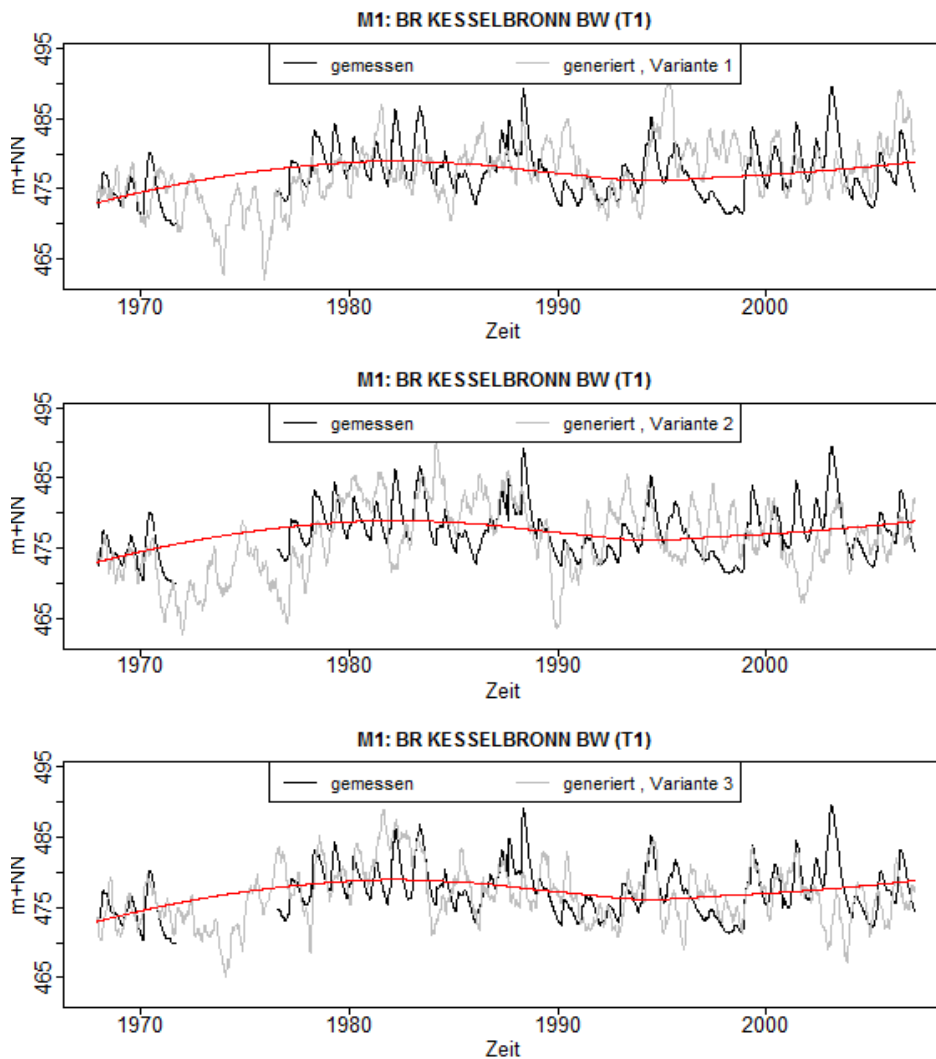 M1: BR KESSELBRONN BW (T1)
gemessen generiert , Variante 1
m+NN
495
485
475
465
1970 1980 1990 2000
Zeit
M1: BR KESSELBRONN BW (T1)
gemessen generiert , Variante 2
m+NN
495
485
475
465
1970 1980 1990 2000
Zeit
M1: BR KESSELBRONN BW (T1)
gemessen generiert , Variante 3
m+NN
495
485
475
465
1970 1980 1990 2000
Zeit